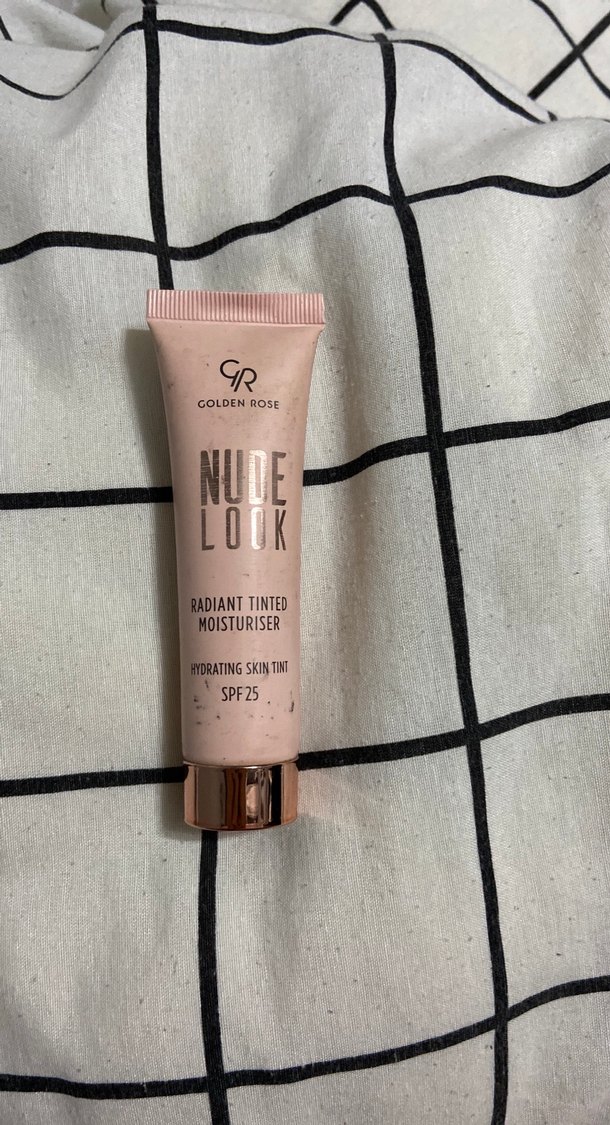 GR
GOLDEN ROSE
NUDE
LOOK
RADIANT TINTED
MOISTURISER
HYDRATING SKIN TINT
SPF 25